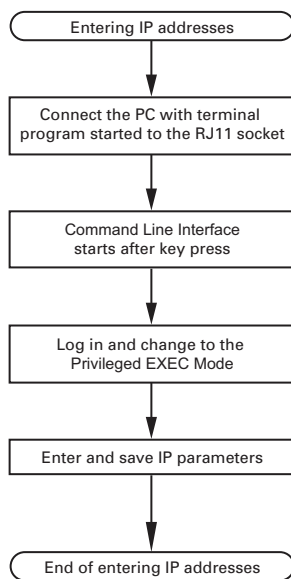 Entering IP addresses
Connect the PC with terminal
program started to the RJ11 socket
Command Line Interface
starts after key press
Log in and change to the
Privileged EXEC Mode
Enter and save IP parameters
End of entering IP addresses